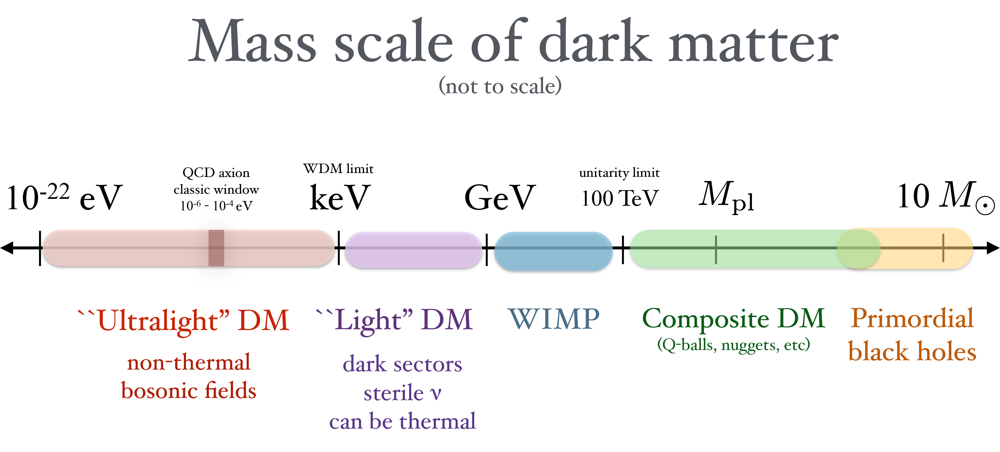 Mass scale of dark matter
(not to scale)
10⁻²² eV
QCD axion
classic window
10⁻⁶ - 10⁻⁴ eV
WDM limit
keV
GeV
unitarity limit
100 TeV
Mₚₗ
10 M☉
``Ultralight” DM
non-thermal
bosonic fields
``Light” DM
dark sectors
sterile ν
can be thermal
WIMP
Composite DM
(Q-balls, nuggets, etc)
Primordial
black holes